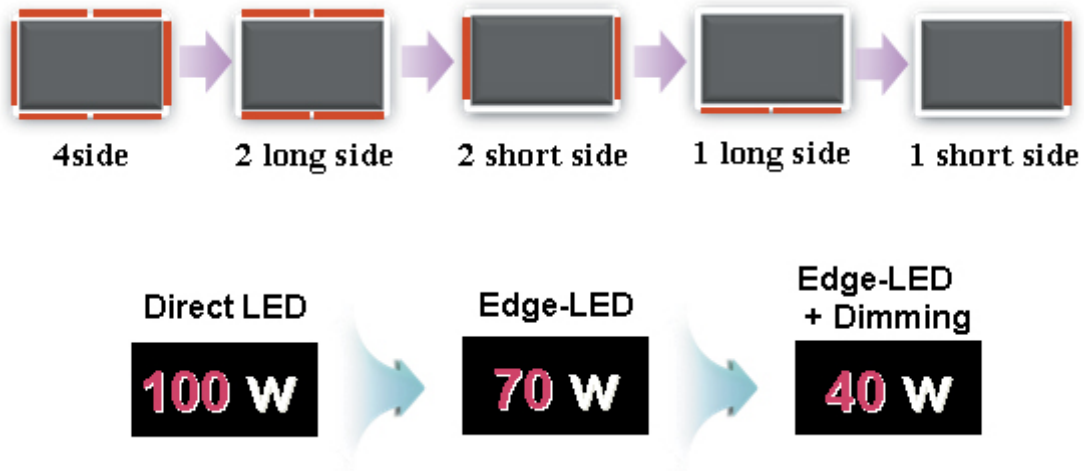 4side
2 long side
2 short side
1 long side
1 short side
Direct LED
100 W
Edge-LED
70 W
Edge-LED
+ Dimming
40 W